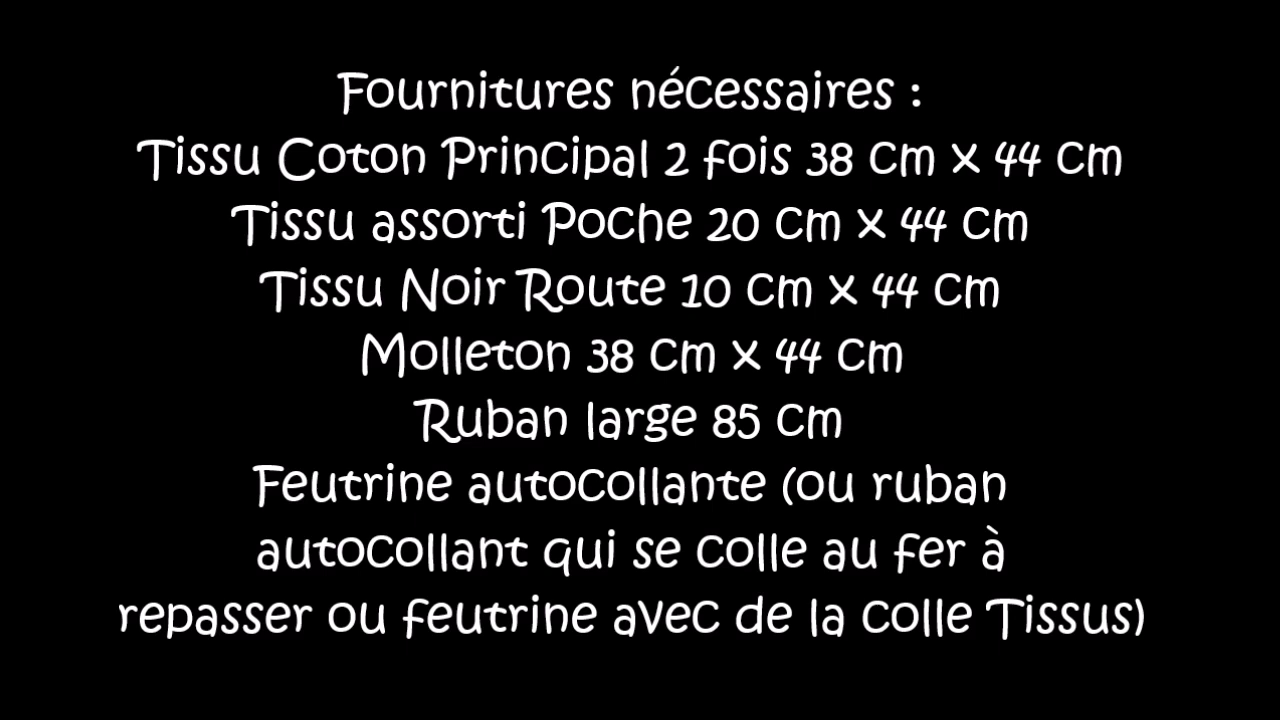 Fournitures nécessaires :
Tissu Coton Principal 2 fois 38 cm x 44 cm
Tissu assorti Poche 20 cm x 44 cm
Tissu Noir Route 10 cm x 44 cm
Molleton 38 cm x 44 cm
Ruban large 85 cm
Feutrine autocollante (ou ruban
autocollant qui se colle au fer à
repasser ou feutrine avec de la colle Tissus)